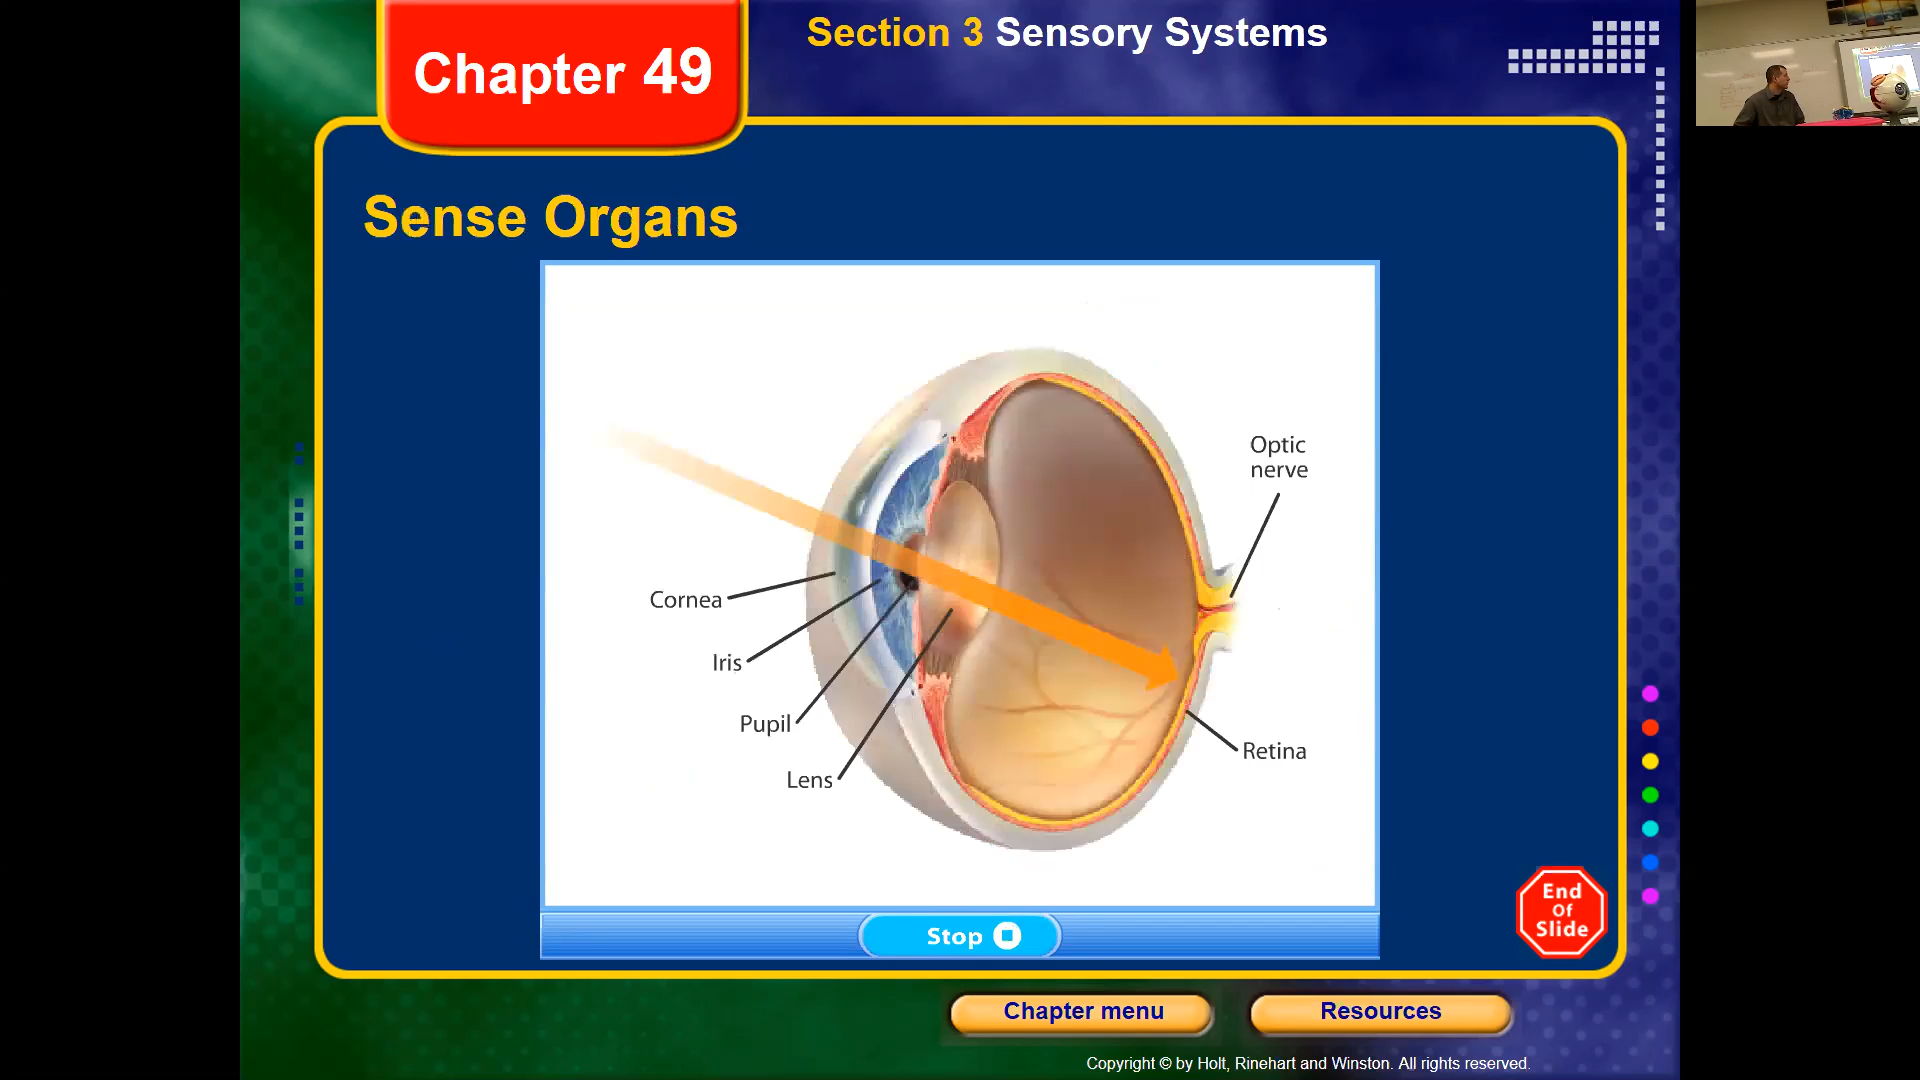 Chapter 49
Section 3 Sensory Systems
Sense Organs
Optic
nerve
Cornea
Iris
Pupil
Lens
Retina
Stop
End
Of
Slide
Chapter menu
Resources
Copyright © by Holt, Rinehart and Winston. All rights reserved.